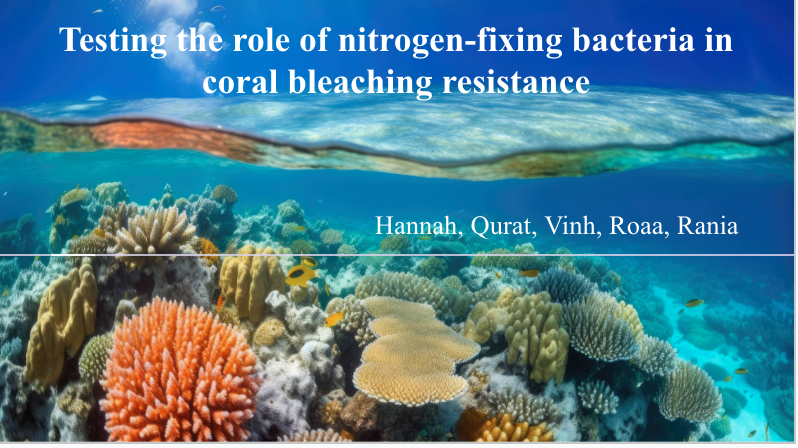 Testing the role of nitrogen-fixing bacteria in
coral bleaching resistance
Hannah, Qurat, Vinh, Roaa, Rania